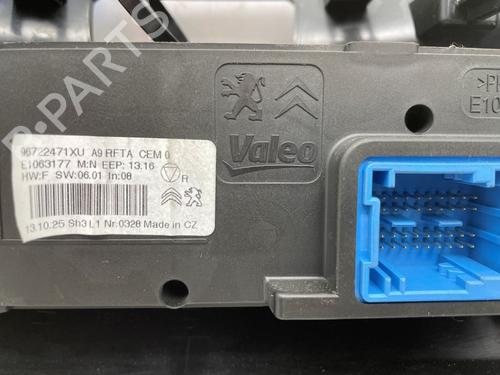 B-PARTS
96722471XU A9 RFTA CEM 0
E1063177 M:N EEP: 13.16
HW:F SW:06.01 In:08
R
13.10.25 Sh3 L1 Nr.0328 Made in CZ
Valeo
E10